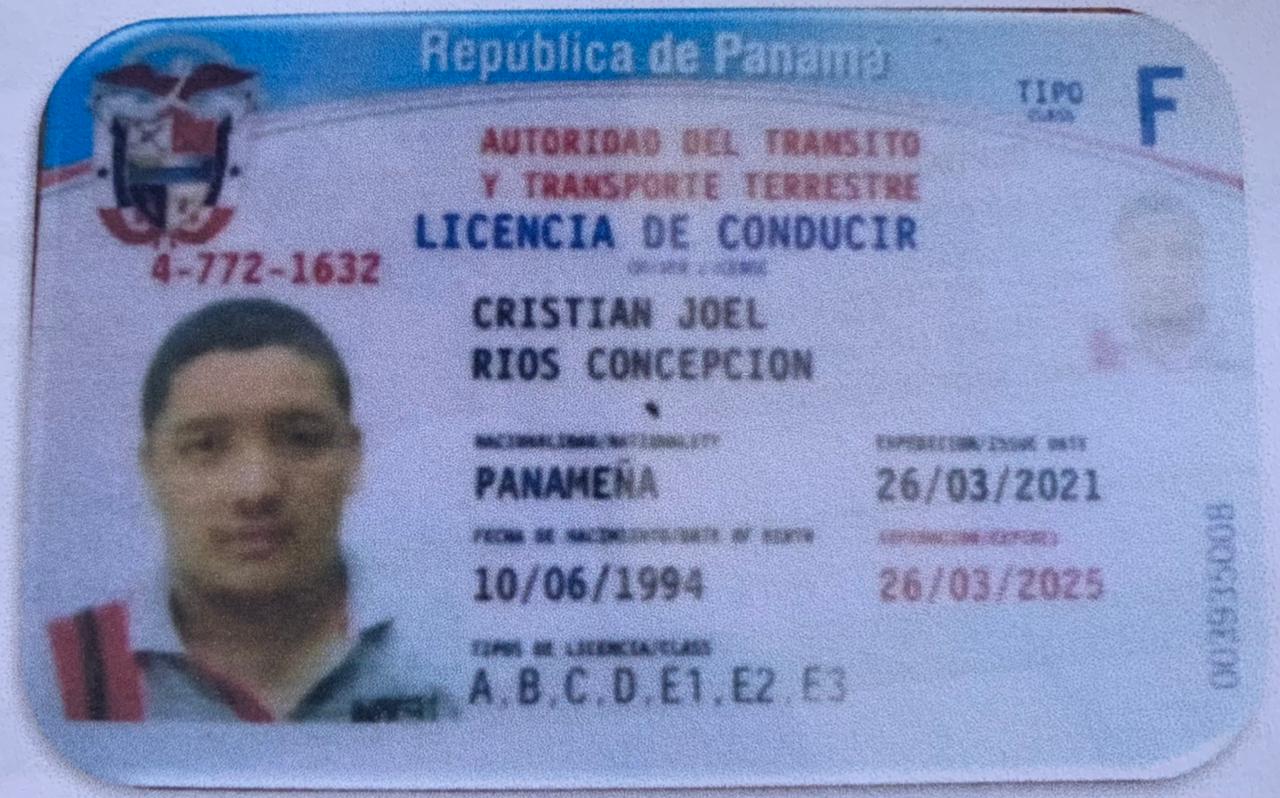 República de Panamá
TIPO F
CLASS
AUTORIDAD DEL TRANSITO
Y TRANSPORTE TERRESTRE
LICENCIA DE CONDUCIR
DRIVER LICENSE
4-772-1632
CRISTIAN JOEL
RIOS CONCEPCION
NACIONALIDAD/NATIONALITY
PANAMEÑA
EXPEDICION/ISSUE DATE
26/03/2021
FECHA DE NACIMIENTO/DATE OF BIRTH
10/06/1994
EXPIRACION/EXPIRES
26/03/2025
TIPOS DE LICENCIA/CLASS
A,B,C,D,E1,E2,E3
0039395008